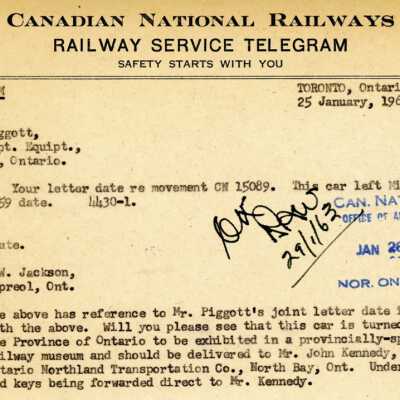 CANADIAN NATIONAL RAILWAYS
RAILWAY SERVICE TELEGRAM
SAFETY STARTS WITH YOU
TORONTO, Ontari
25 January, 196
iggott,
pt. Equipt.,
, Ontario.
Your letter date re movement CN 15089. This car left Mi
59 date. 4430-1.
29/1/63
CAN. NAT
OFFICE OF A
JAN 28
NOR. ONT
ate.
W. Jackson,
preol, Ont.
e above has reference to Mr. Piggott's joint letter date i
th the above. Will you please see that this car is turned
e Province of Ontario to be exhibited in a provincially-sp
ilway museum and should be delivered to Mr. John Kennedy,
tario Northland Transportation Co., North Bay, Ont. Under
d keys being forwarded direct to Mr. Kennedy.